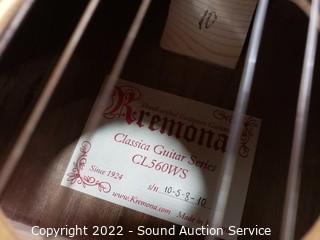 10
Kremona
Classica Guitar Series
CL560WS
Since 1924
s/n 10-5-8-10
www.Kremona.com Made in
Copyright 2022 - Sound Auction Service